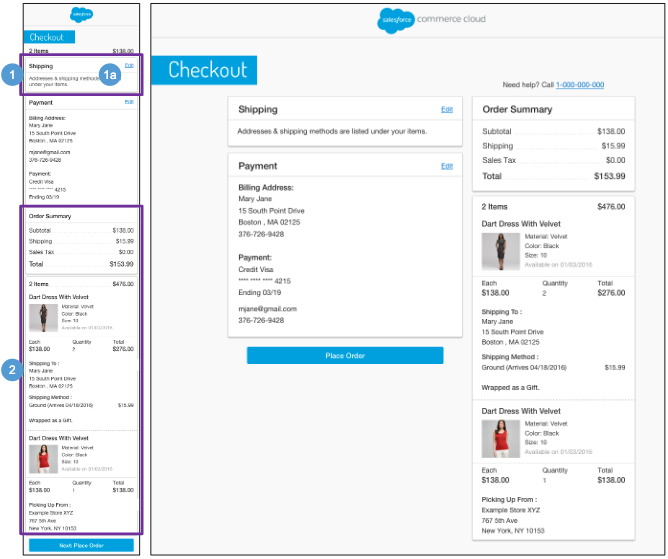 salesforce
Checkout
2 Items $138.00
1
Shipping Edit
1a
Addresses & shipping methods
under your items.
Payment Edit
Billing Address:
Mary Jane
15 South Point Drive
Boston , MA 02125
mjane@gmail.com
376-726-9428
Payment:
Credit Visa
**** **** **** 4215
Ending 03/19
Order Summary
Subtotal $138.00
Shipping $15.99
Sales Tax $0.00
Total $153.99
2 Items $476.00
Dart Dress With Velvet
Material: Velvet
Color: Black
Size: 10
Available on 01/03/2016
Each Quantity Total
$138.00 2 $276.00
2
Shipping To :
Mary Jane
15 South Point Drive
Boston , MA 02125
Shipping Method :
Ground (Arrives 04/18/2016) $15.99
Wrapped as a Gift.
Dart Dress With Velvet
Material: Velvet
Color: Black
Size: 10
Available on 01/03/2016
Each Quantity Total
$138.00 1 $138.00
Picking Up From :
Example Store XYZ
767 5th Ave
New York, NY 10153
Next: Place Order
salesforce commerce cloud
Checkout
Need help? Call 1-000-000-000
Shipping Edit
Addresses & shipping methods are listed under your items.
Payment Edit
Billing Address:
Mary Jane
15 South Point Drive
Boston , MA 02125
376-726-9428
Payment:
Credit Visa
**** **** **** 4215
Ending 03/19
mjane@gmail.com
376-726-9428
Place Order
Order Summary
Subtotal $138.00
Shipping $15.99
Sales Tax $0.00
Total $153.99
2 Items $476.00
Dart Dress With Velvet
Material: Velvet
Color: Black
Size: 10
Available on 01/03/2016
Each Quantity Total
$138.00 2 $276.00
Shipping To :
Mary Jane
15 South Point Drive
Boston , MA 02125
Shipping Method :
Ground (Arrives 04/18/2016) $15.99
Wrapped as a Gift.
Dart Dress With Velvet
Material: Velvet
Color: Black
Size: 10
Available on 01/03/2016
Each Quantity Total
$138.00 1 $138.00
Picking Up From :
Example Store XYZ
767 5th Ave
New York, NY 10153